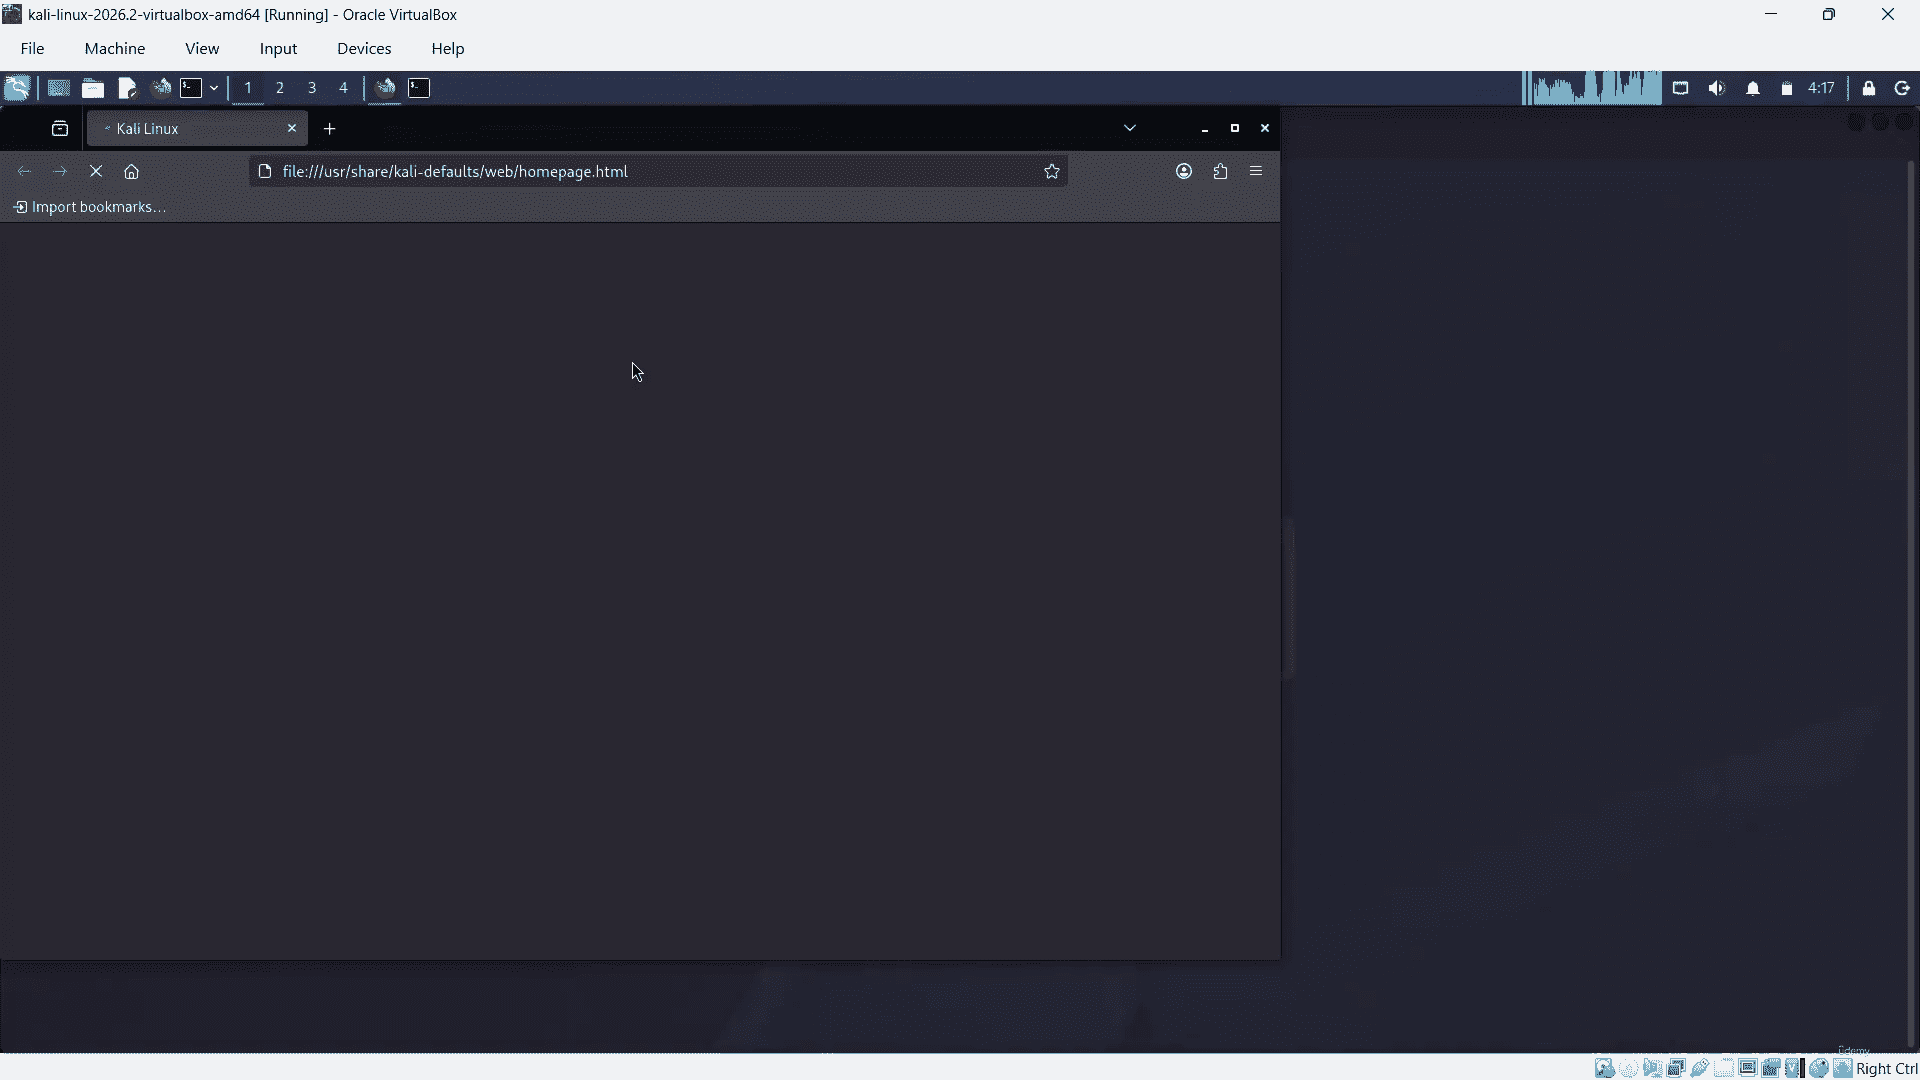 kali-linux-2026.2-virtualbox-amd64 [Running] - Oracle VirtualBox
File Machine View Input Devices Help
1 2 3 4 4:17
Kali Linux
file:///usr/share/kali-defaults/web/homepage.html
Import bookmarks...
Udemy
Right Ctrl